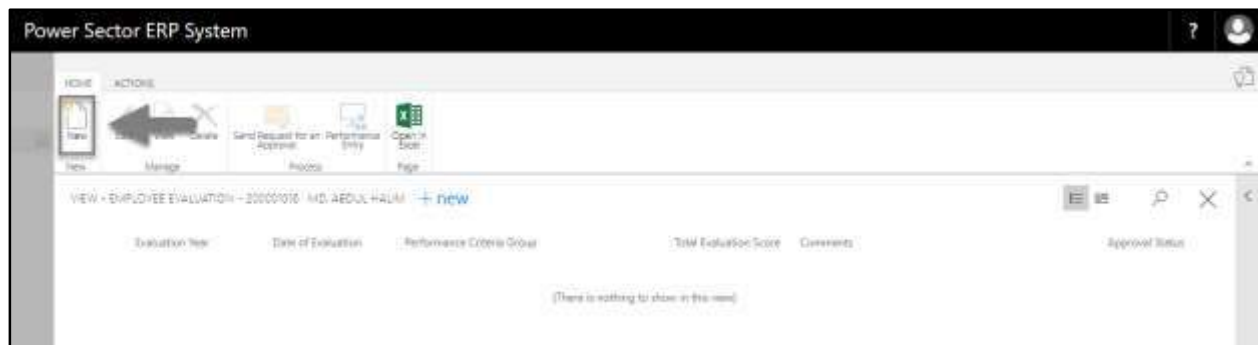 Power Sector ERP System ?
HOME ACTIONS
New Delete Send Request for an Approval Performance Entry Open in Excel
New Manage Process Page
VIEW - EMPLOYEE EVALUATION - MD. ABDUL HALIM + new
Evaluation Year Date of Evaluation Performance Criteria Group Total Evaluation Score Comments Approval Status
(There is nothing to show in this view)